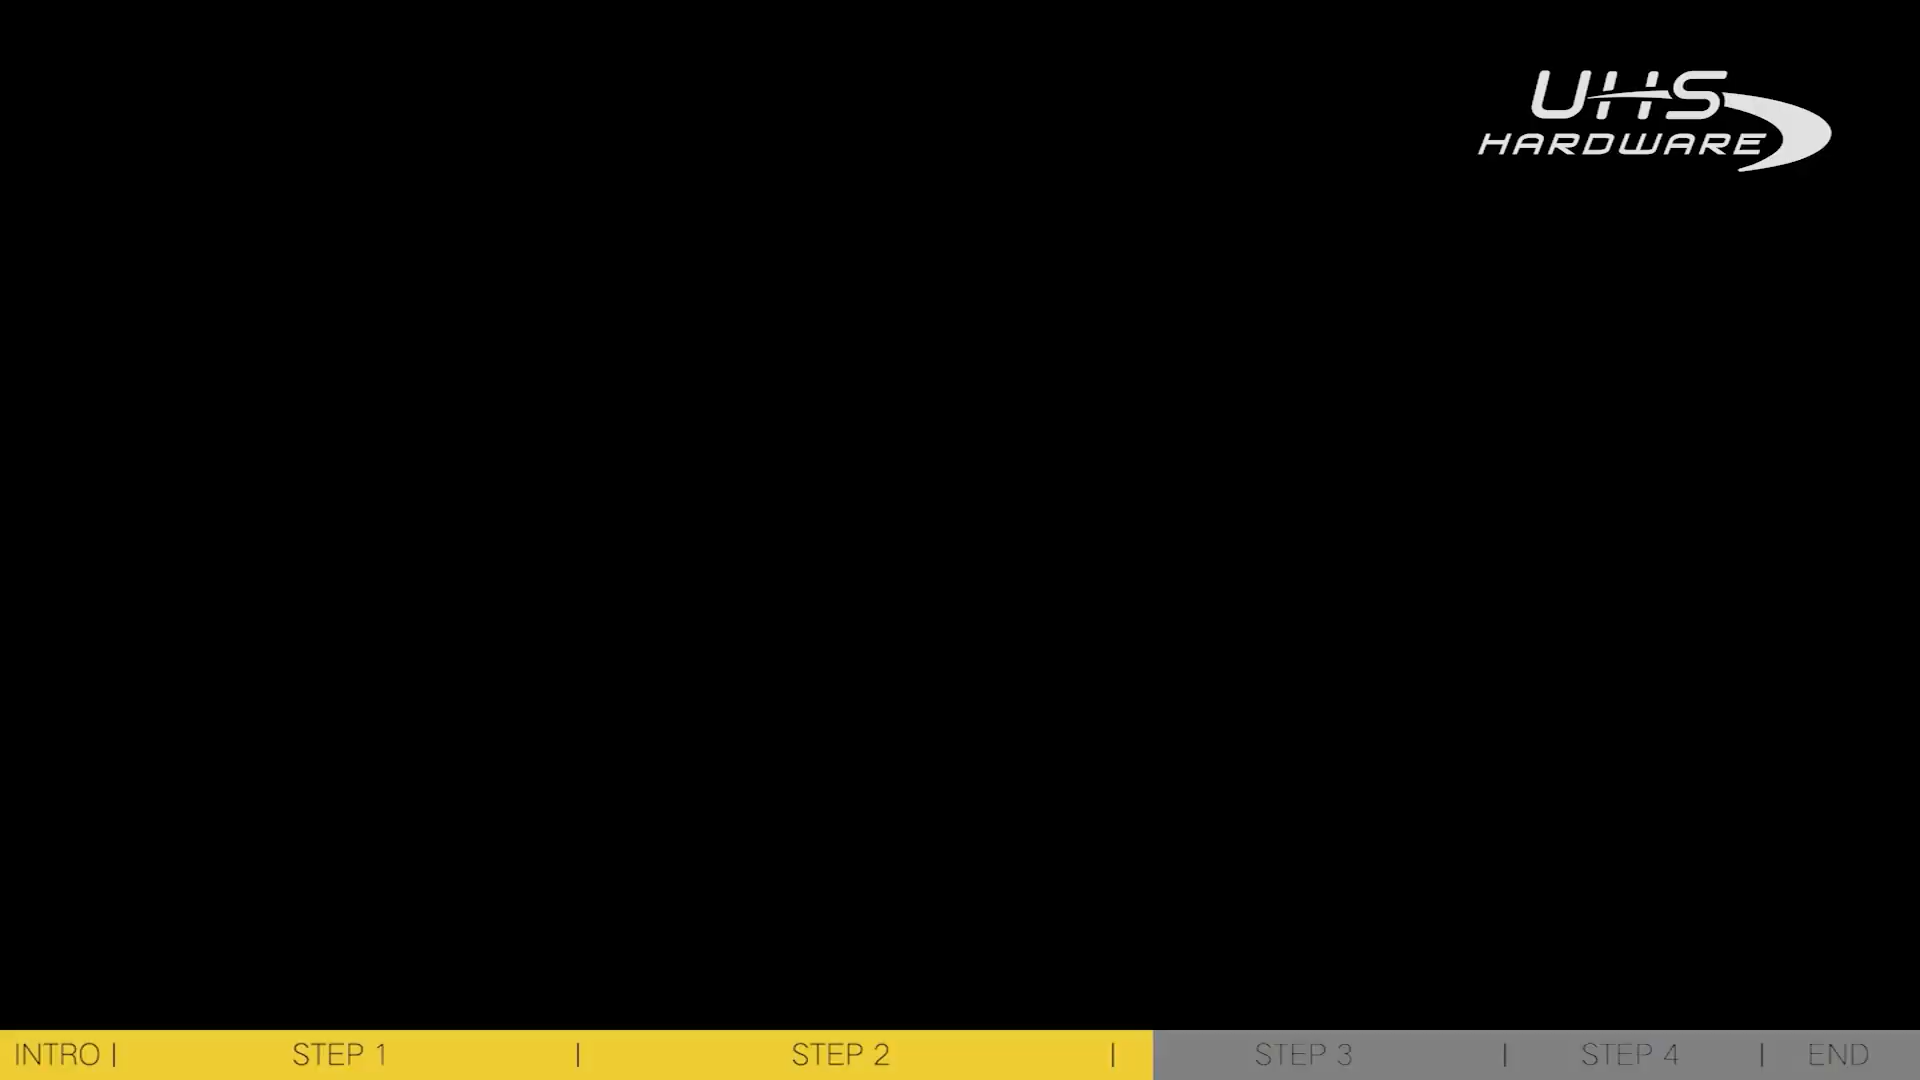 UHS
HARDWARE
INTRO | STEP 1 | STEP 2 | STEP 3 | STEP 4 | END